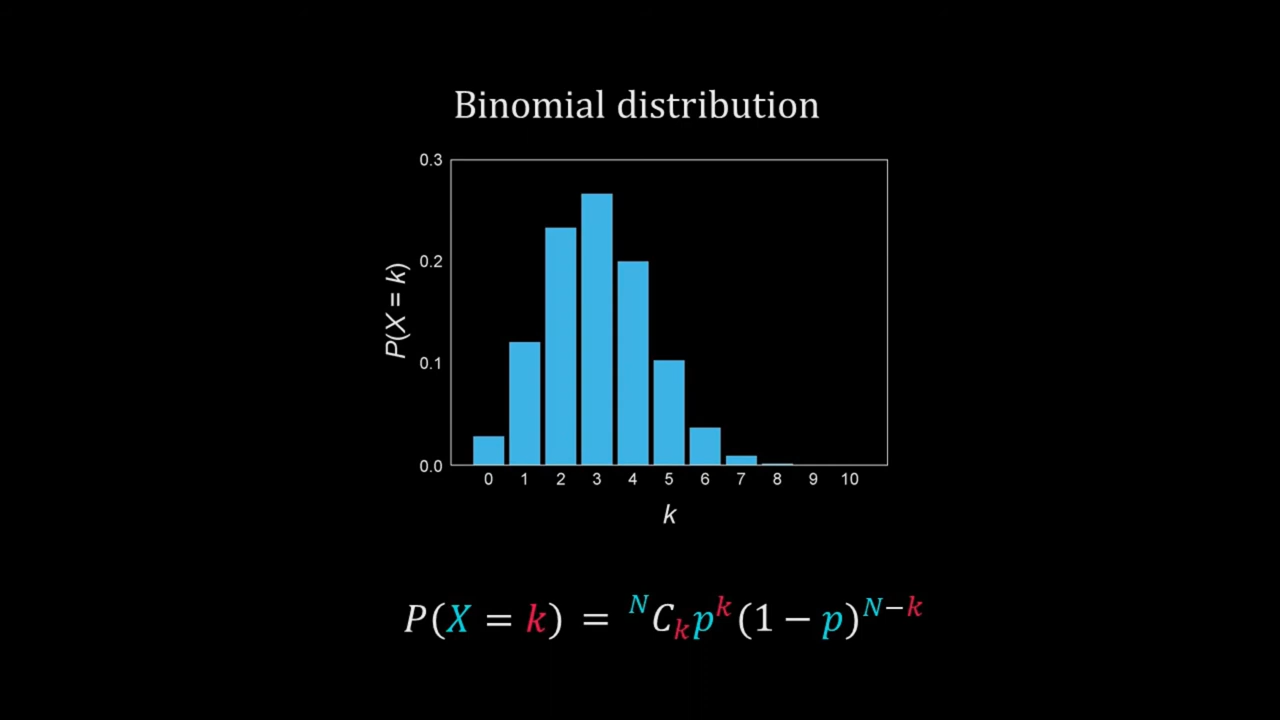 Binomial distribution
0.3
0.2
0.1
0.0
P(X = k)
0 1 2 3 4 5 6 7 8 9 10
k
P(X = k) = ᴺCₖpᵏ(1 − p)ᴺ⁻ᵏ